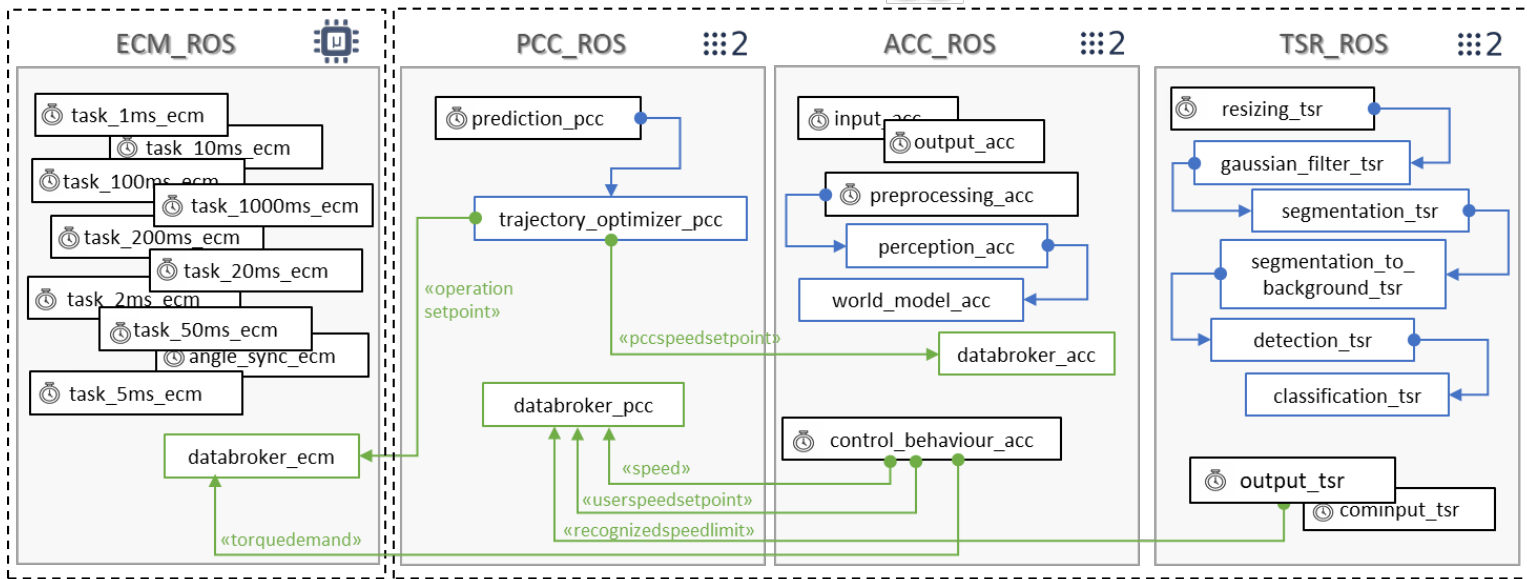 ECM_ROS
PCC_ROS
2
ACC_ROS
2
TSR_ROS
2
task_1ms_ecm
task_10ms_ecm
task_100ms_ecm
task_1000ms_ecm
task_200ms_ecm
task_20ms_ecm
task_2ms_ecm
task_50ms_ecm
angle_sync_ecm
task_5ms_ecm
databroker_ecm
«torquedemand»
prediction_pcc
trajectory_optimizer_pcc
«operation
setpoint»
«pccspeedsetpoint»
databroker_pcc
«speed»
«userspeedsetpoint»
«recognizedspeedlimit»
input_acc
output_acc
preprocessing_acc
perception_acc
world_model_acc
databroker_acc
control_behaviour_acc
resizing_tsr
gaussian_filter_tsr
segmentation_tsr
segmentation_to_
background_tsr
detection_tsr
classification_tsr
output_tsr
cominput_tsr